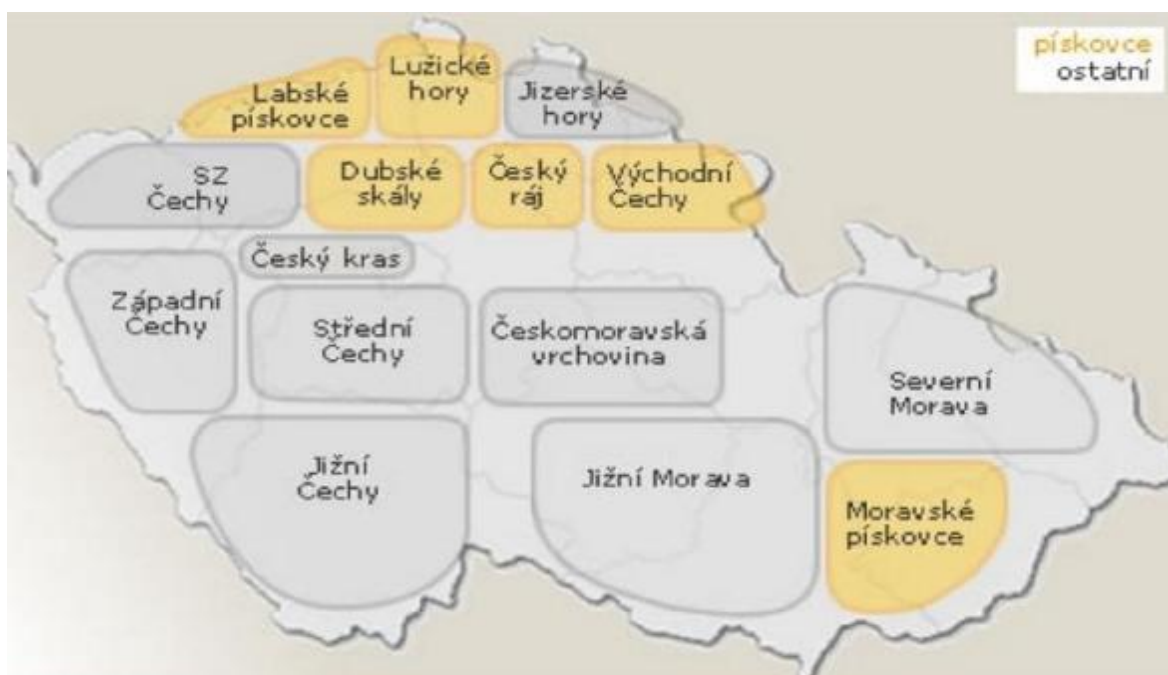 pískovce
ostatní
Lužické
hory
Labské
pískovce
Jizerské
hory
SZ
Čechy
Dubské
skály
Český
ráj
Východní
Čechy
Český kras
Západní
Čechy
Střední
Čechy
Českomoravská
vrchovina
Severní
Morava
Jižní
Čechy
Jižní Morava
Moravské
pískovce